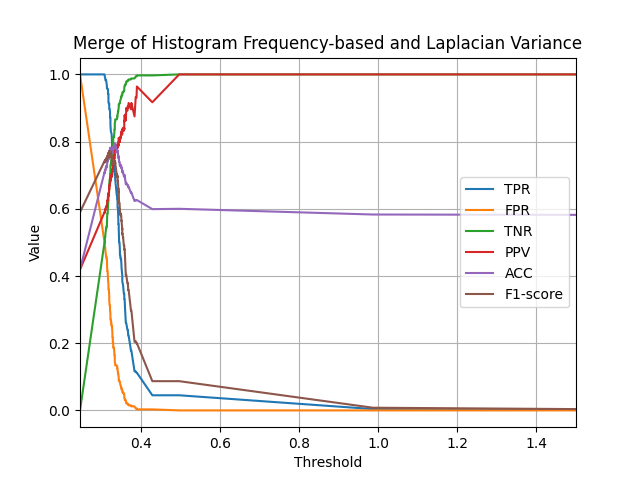 Merge of Histogram Frequency-based and Laplacian Variance
1.0
0.8
0.6
0.4
0.2
0.0
Value
TPR
FPR
TNR
PPV
ACC
F1-score
0.4
0.6
0.8
1.0
1.2
1.4
Threshold